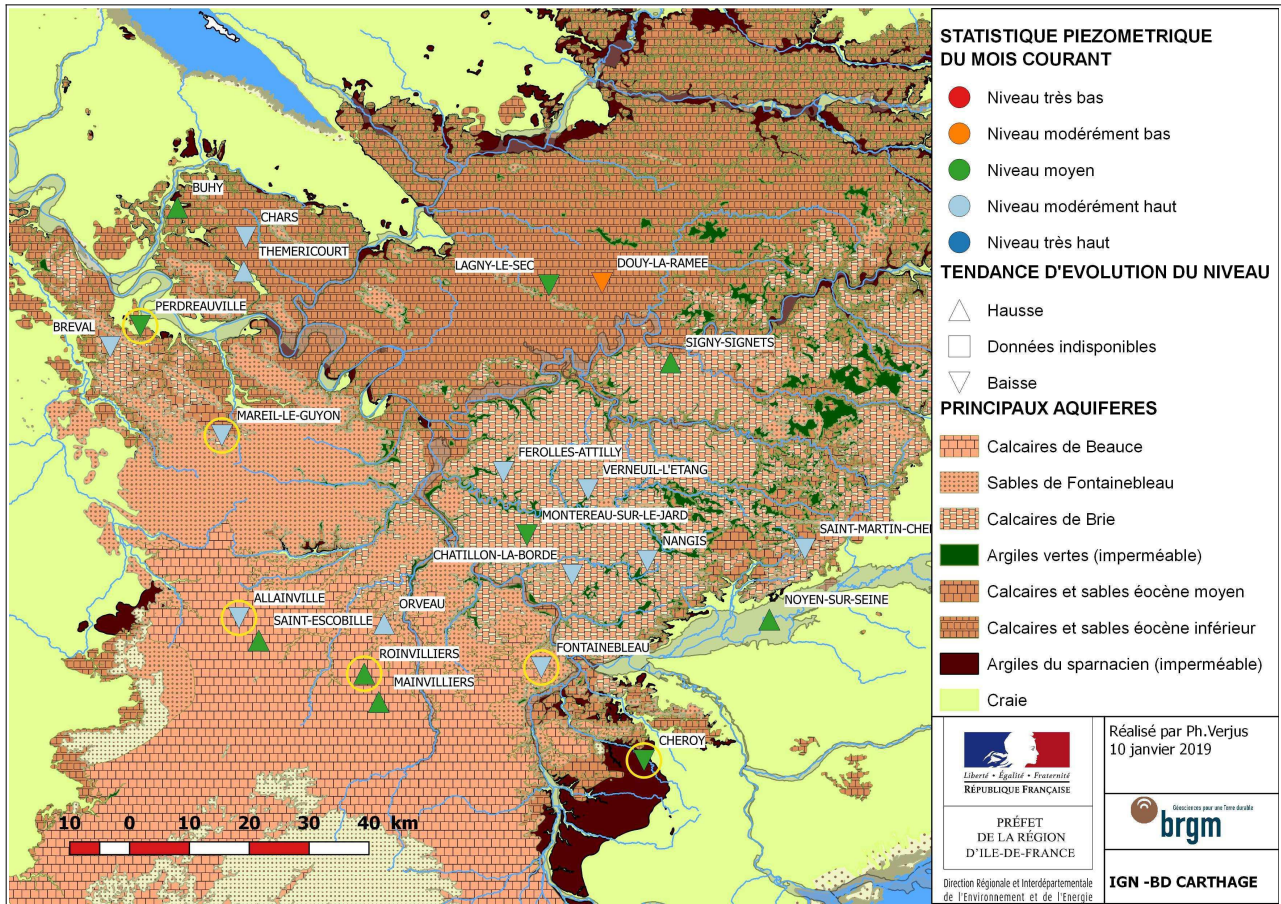 BUHY
CHARS
THEMERICOURT
LAGNY-LE-SEC
DOUY-LA-RAMEE
PERDREAUVILLE
BREVAL
SIGNY-SIGNETS
MAREIL-LE-GUYON
FEROLLES-ATTILLY
VERNEUIL-L'ETANG
MONTEREAU-SUR-LE-JARD
SAINT-MARTIN-CHE
CHATILLON-LA-BORDE
NANGIS
ALLAINVILLE
ORVEAU
NOYEN-SUR-SEINE
SAINT-ESCOBILLE
ROINVILLIERS
FONTAINEBLEAU
MAINVILLIERS
CHEROY
10 0 10 20 30 40 km
STATISTIQUE PIEZOMETRIQUE
DU MOIS COURANT
Niveau très bas
Niveau modérément bas
Niveau moyen
Niveau modérément haut
Niveau très haut
TENDANCE D'EVOLUTION DU NIVEAU
Hausse
Données indisponibles
Baisse
PRINCIPAUX AQUIFERES
Calcaires de Beauce
Sables de Fontainebleau
Calcaires de Brie
Argiles vertes (imperméable)
Calcaires et sables éocène moyen
Calcaires et sables éocène inférieur
Argiles du sparnacien (imperméable)
Craie
Liberté • Égalité • Fraternité
RÉPUBLIQUE FRANÇAISE
PRÉFET
DE LA RÉGION
D'ILE-DE-FRANCE
Direction Régionale et Interdépartementale
de l'Environnement et de l'Energie
Réalisé par Ph.Verjus
10 janvier 2019
Géosciences pour une Terre durable
brgm
IGN -BD CARTHAGE